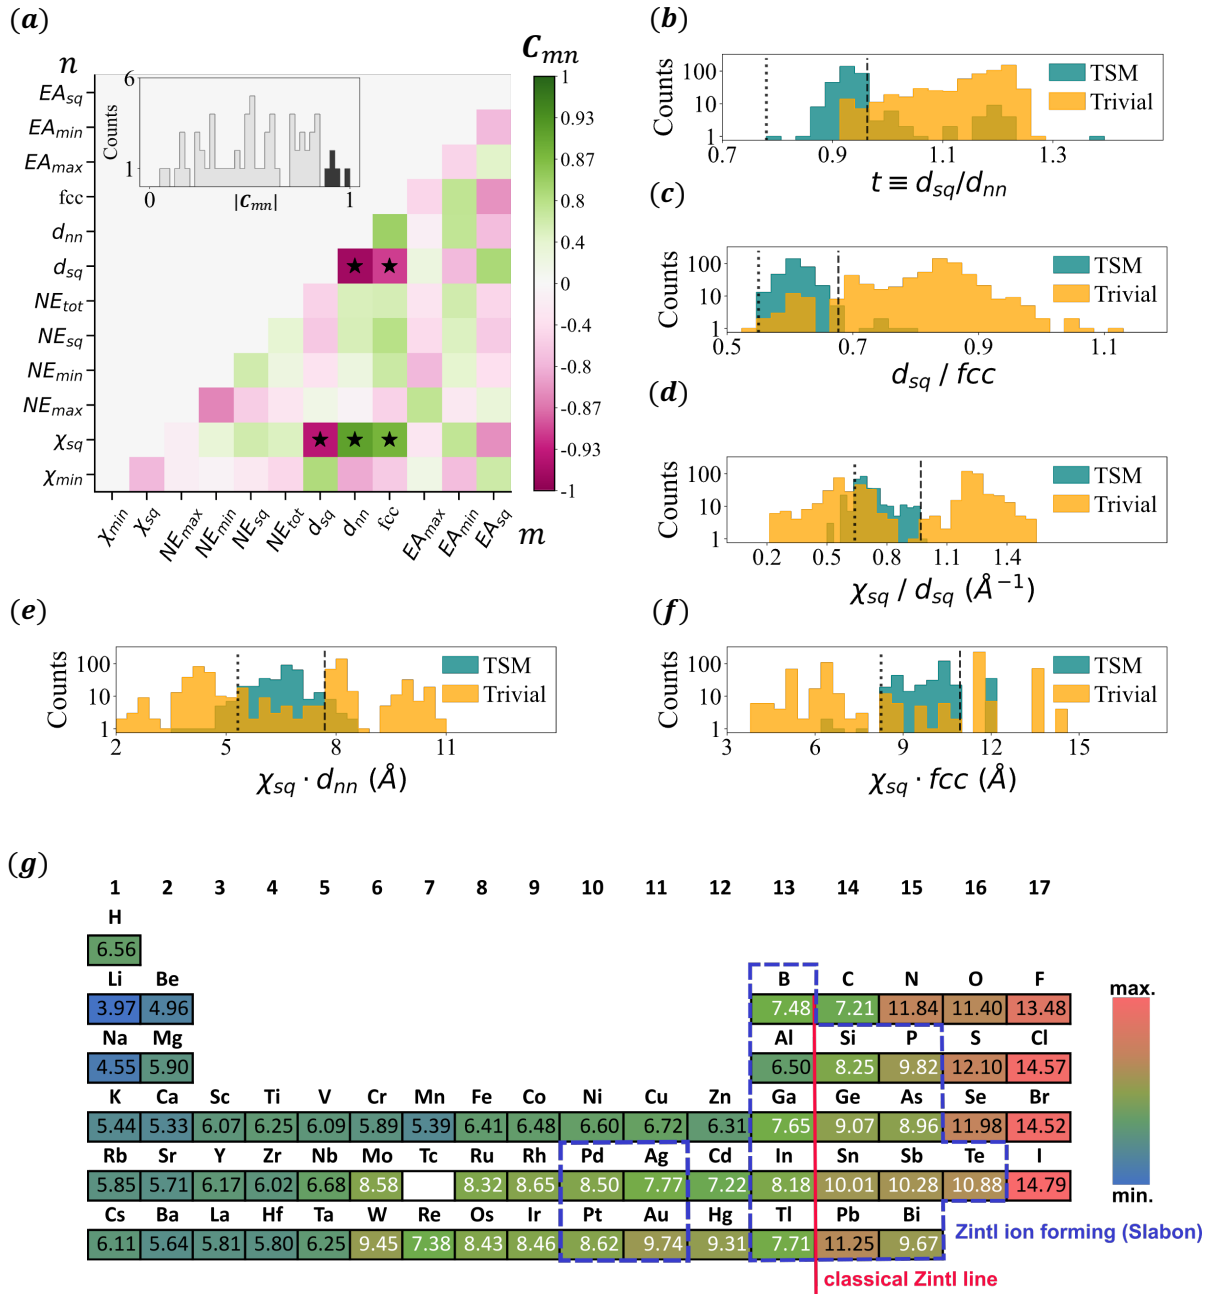 (a)
n
C_mn
EA_sq
EA_min
EA_max
fcc
d_nn
d_sq
NE_tot
NE_sq
NE_min
NE_max
χ_sq
χ_min
6
Counts
1
0
|C_mn|
1
★ ★
★ ★ ★
χ_min χ_sq NE_max NE_min NE_sq NE_tot d_sq d_nn fcc EA_max EA_min EA_sq
m
1
0.93
0.87
0.8
0.4
0
-0.4
-0.8
-0.87
-0.93
-1
(b)
Counts
100
10
1
TSM
Trivial
0.7 0.9 1.1 1.3
t ≡ d_sq/d_nn
(c)
Counts
100
10
1
TSM
Trivial
0.5 0.7 0.9 1.1
d_sq / fcc
(d)
Counts
100
10
1
TSM
Trivial
0.2 0.5 0.8 1.1 1.4
χ_sq / d_sq (Å⁻¹)
(e)
Counts
100
10
1
TSM
Trivial
2 5 8 11
χ_sq · d_nn (Å)
(f)
Counts
100
10
1
TSM
Trivial
3 6 9 12 15
χ_sq · fcc (Å)
(g)
1 2 3 4 5 6 7 8 9 10 11 12 13 14 15 16 17
H
6.56
Li Be B C N O F
3.97 4.96 7.48 7.21 11.84 11.40 13.48
Na Mg Al Si P S Cl
4.55 5.90 6.50 8.25 9.82 12.10 14.57
K Ca Sc Ti V Cr Mn Fe Co Ni Cu Zn Ga Ge As Se Br
5.44 5.33 6.07 6.25 6.09 5.89 5.39 6.41 6.48 6.60 6.72 6.31 7.65 9.07 8.96 11.98 14.52
Rb Sr Y Zr Nb Mo Tc Ru Rh Pd Ag Cd In Sn Sb Te I
5.85 5.71 6.17 6.02 6.68 8.58 8.32 8.65 8.50 7.77 7.22 8.18 10.01 10.28 10.88 14.79
Cs Ba La Hf Ta W Re Os Ir Pt Au Hg Tl Pb Bi
6.11 5.64 5.81 5.80 6.25 9.45 7.38 8.43 8.46 8.62 9.74 9.31 7.71 11.25 9.67
max.
min.
Zintl ion forming (Slabon)
classical Zintl line